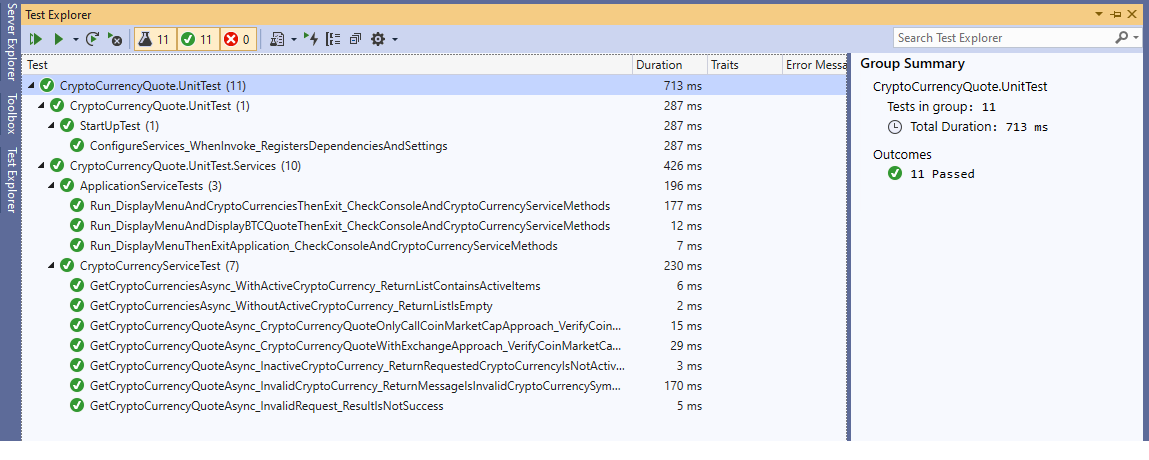 Test Explorer
11 11 0
Search Test Explorer
Server Explorer
Toolbox
Test Explorer
Test Duration Traits Error Messa
CryptoCurrencyQuote.UnitTest (11) 713 ms
CryptoCurrencyQuote.UnitTest (1) 287 ms
StartUpTest (1) 287 ms
ConfigureServices_WhenInvoke_RegistersDependenciesAndSettings 287 ms
CryptoCurrencyQuote.UnitTest.Services (10) 426 ms
ApplicationServiceTests (3) 196 ms
Run_DisplayMenuAndCryptoCurrenciesThenExit_CheckConsoleAndCryptoCurrencyServiceMethods 177 ms
Run_DisplayMenuAndDisplayBTCQuoteThenExit_CheckConsoleAndCryptoCurrencyServiceMethods 12 ms
Run_DisplayMenuThenExitApplication_CheckConsoleAndCryptoCurrencyServiceMethods 7 ms
CryptoCurrencyServiceTest (7) 230 ms
GetCryptoCurrenciesAsync_WithActiveCryptoCurrency_ReturnListContainsActiveItems 6 ms
GetCryptoCurrenciesAsync_WithoutActiveCryptoCurrency_ReturnListIsEmpty 2 ms
GetCryptoCurrencyQuoteAsync_CryptoCurrencyQuoteOnlyCallCoinMarketCapApproach_VerifyCoin... 15 ms
GetCryptoCurrencyQuoteAsync_CryptoCurrencyQuoteWithExchangeApproach_VerifyCoinMarketCa... 29 ms
GetCryptoCurrencyQuoteAsync_InactiveCryptoCurrency_ReturnRequestedCryptoCurrencyIsNotActiv... 3 ms
GetCryptoCurrencyQuoteAsync_InvalidCryptoCurrency_ReturnMessageIsInvalidCryptoCurrencySym... 170 ms
GetCryptoCurrencyQuoteAsync_InvalidRequest_ResultIsNotSuccess 5 ms
Group Summary
CryptoCurrencyQuote.UnitTest
Tests in group: 11
Total Duration: 713 ms
Outcomes
11 Passed